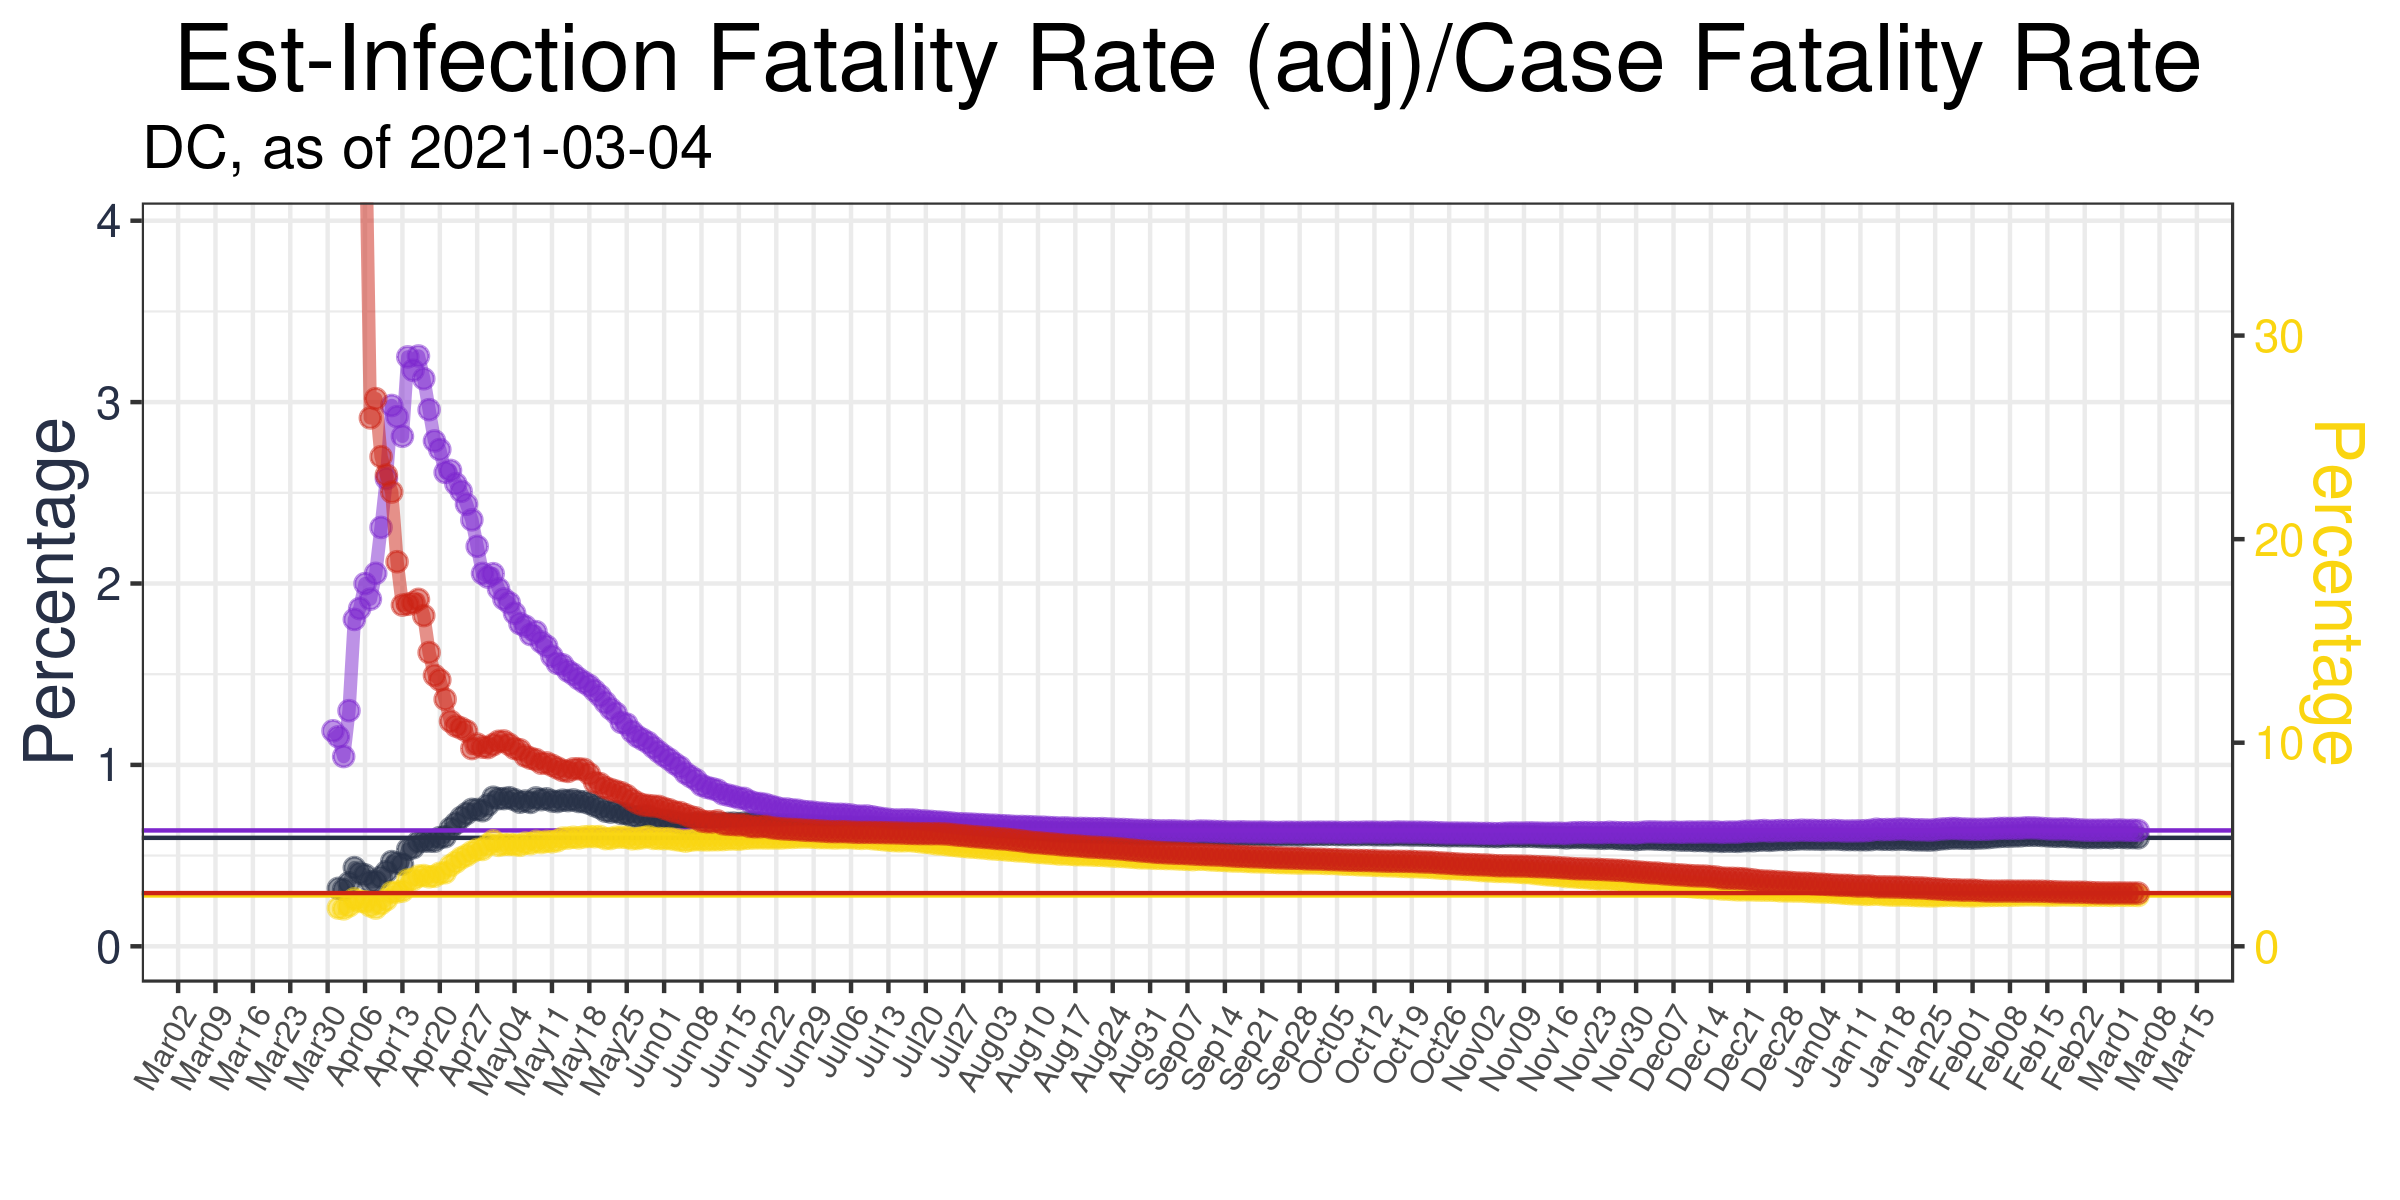 Est-Infection Fatality Rate (adj)/Case Fatality Rate
DC, as of 2021-03-04
Percentage
4
3
2
1
0
30
20
10
0
Percentage
Mar02
Mar09
Mar16
Mar23
Mar30
Apr06
Apr13
Apr20
Apr27
May04
May11
May18
May25
Jun01
Jun08
Jun15
Jun22
Jun29
Jul06
Jul13
Jul20
Jul27
Aug03
Aug10
Aug17
Aug24
Aug31
Sep07
Sep14
Sep21
Sep28
Oct05
Oct12
Oct19
Oct26
Nov02
Nov09
Nov16
Nov23
Nov30
Dec07
Dec14
Dec21
Dec28
Jan04
Jan11
Jan18
Jan25
Feb01
Feb08
Feb15
Feb22
Mar01
Mar08
Mar15